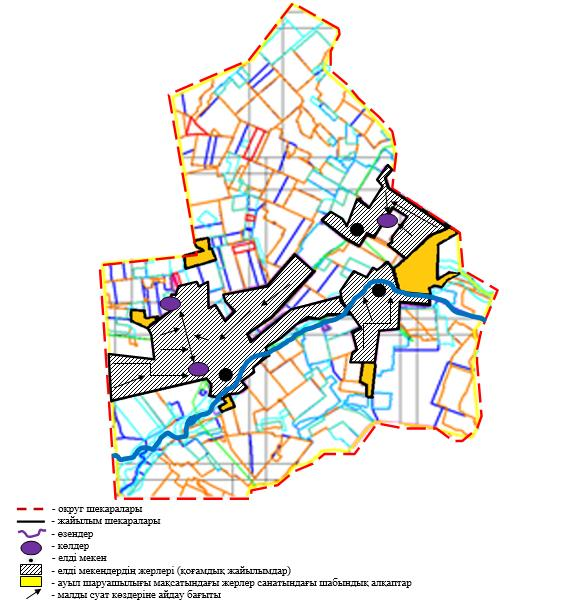 - округ шекаралары
- жайылым шекаралары
- өзендер
- көлдер
- елді мекен
- елді мекендердің жерлері (қоғамдық жайылымдар)
- ауыл шаруашылығы мақсатындағы жерлер санатындағы шабындық алқаптар
- малды суат көздеріне айдау бағыты